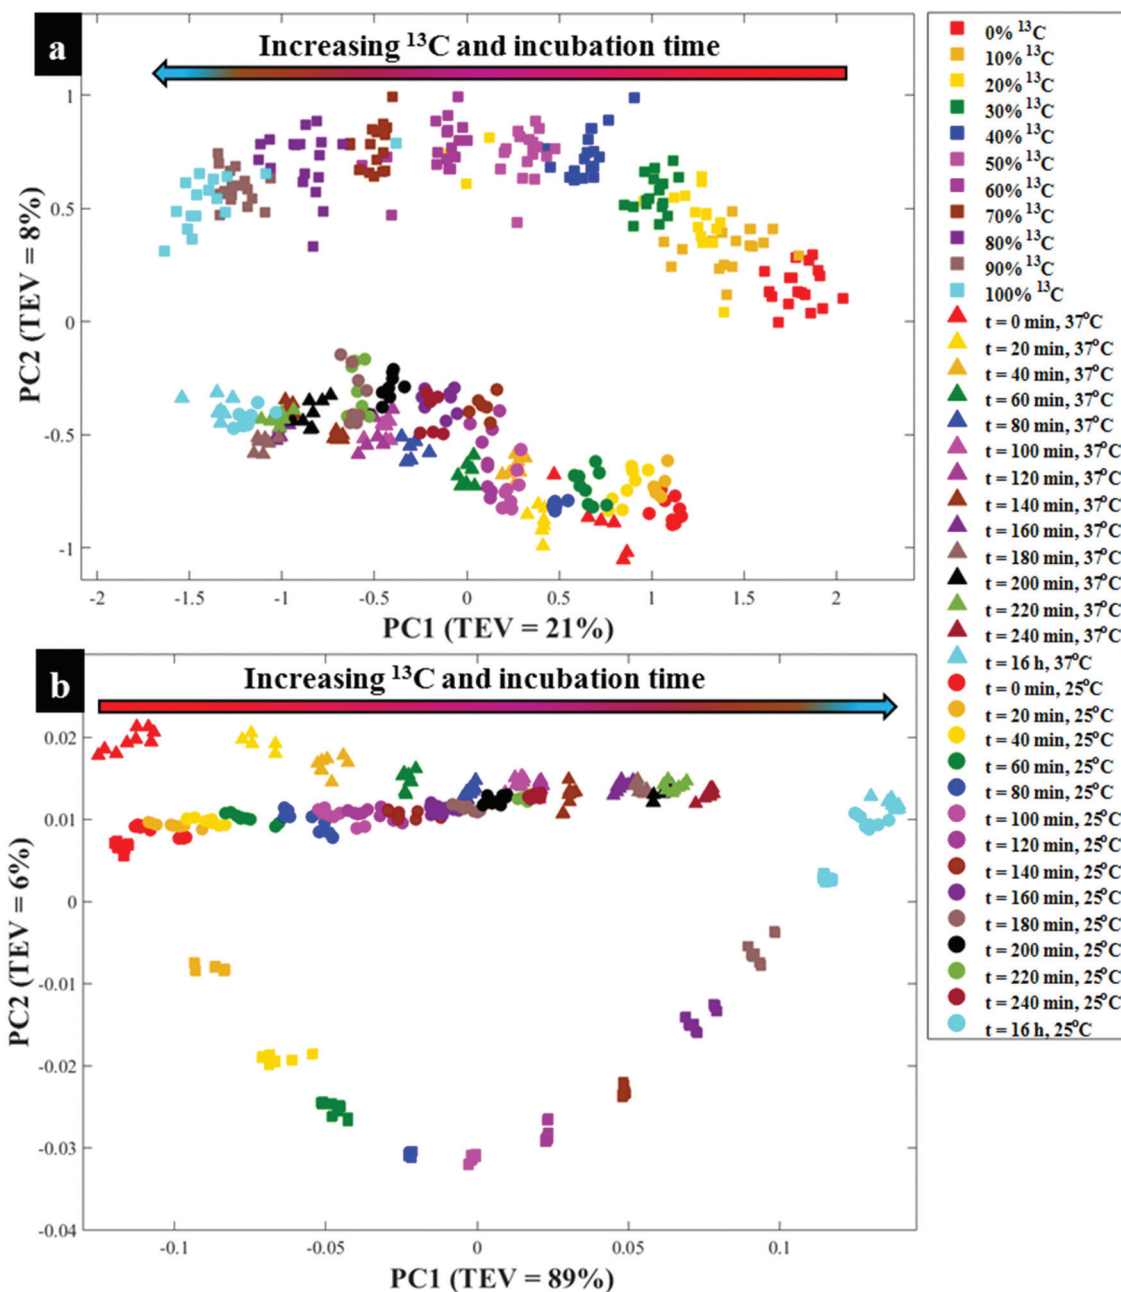 a
Increasing ¹³C and incubation time
1
0.5
0
-0.5
-1
PC2 (TEV = 8%)
-2 -1.5 -1 -0.5 0 0.5 1 1.5 2
PC1 (TEV = 21%)
b
Increasing ¹³C and incubation time
0.02
0.01
0
-0.01
-0.02
-0.03
-0.04
PC2 (TEV = 6%)
-0.1 -0.05 0 0.05 0.1
PC1 (TEV = 89%)
0% ¹³C
10% ¹³C
20% ¹³C
30% ¹³C
40% ¹³C
50% ¹³C
60% ¹³C
70% ¹³C
80% ¹³C
90% ¹³C
100% ¹³C
t = 0 min, 37°C
t = 20 min, 37°C
t = 40 min, 37°C
t = 60 min, 37°C
t = 80 min, 37°C
t = 100 min, 37°C
t = 120 min, 37°C
t = 140 min, 37°C
t = 160 min, 37°C
t = 180 min, 37°C
t = 200 min, 37°C
t = 220 min, 37°C
t = 240 min, 37°C
t = 16 h, 37°C
t = 0 min, 25°C
t = 20 min, 25°C
t = 40 min, 25°C
t = 60 min, 25°C
t = 80 min, 25°C
t = 100 min, 25°C
t = 120 min, 25°C
t = 140 min, 25°C
t = 160 min, 25°C
t = 180 min, 25°C
t = 200 min, 25°C
t = 220 min, 25°C
t = 240 min, 25°C
t = 16 h, 25°C